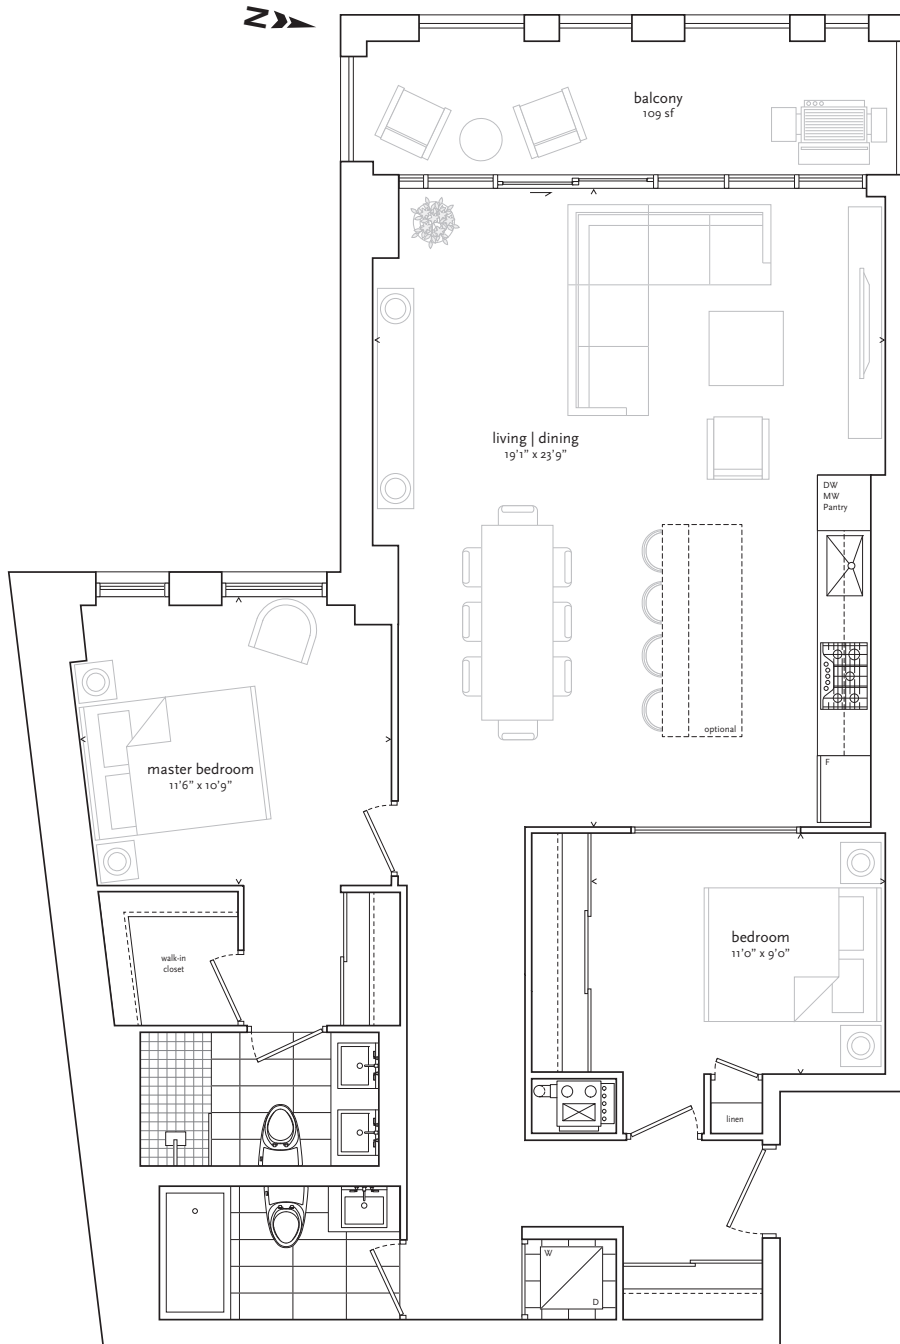 N
balcony
109 sf
living | dining
19'1" x 23'9"
DW
MW
Pantry
optional
F
master bedroom
11'6" x 10'9"
walk-in
closet
bedroom
11'0" x 9'0"
linen
W
D